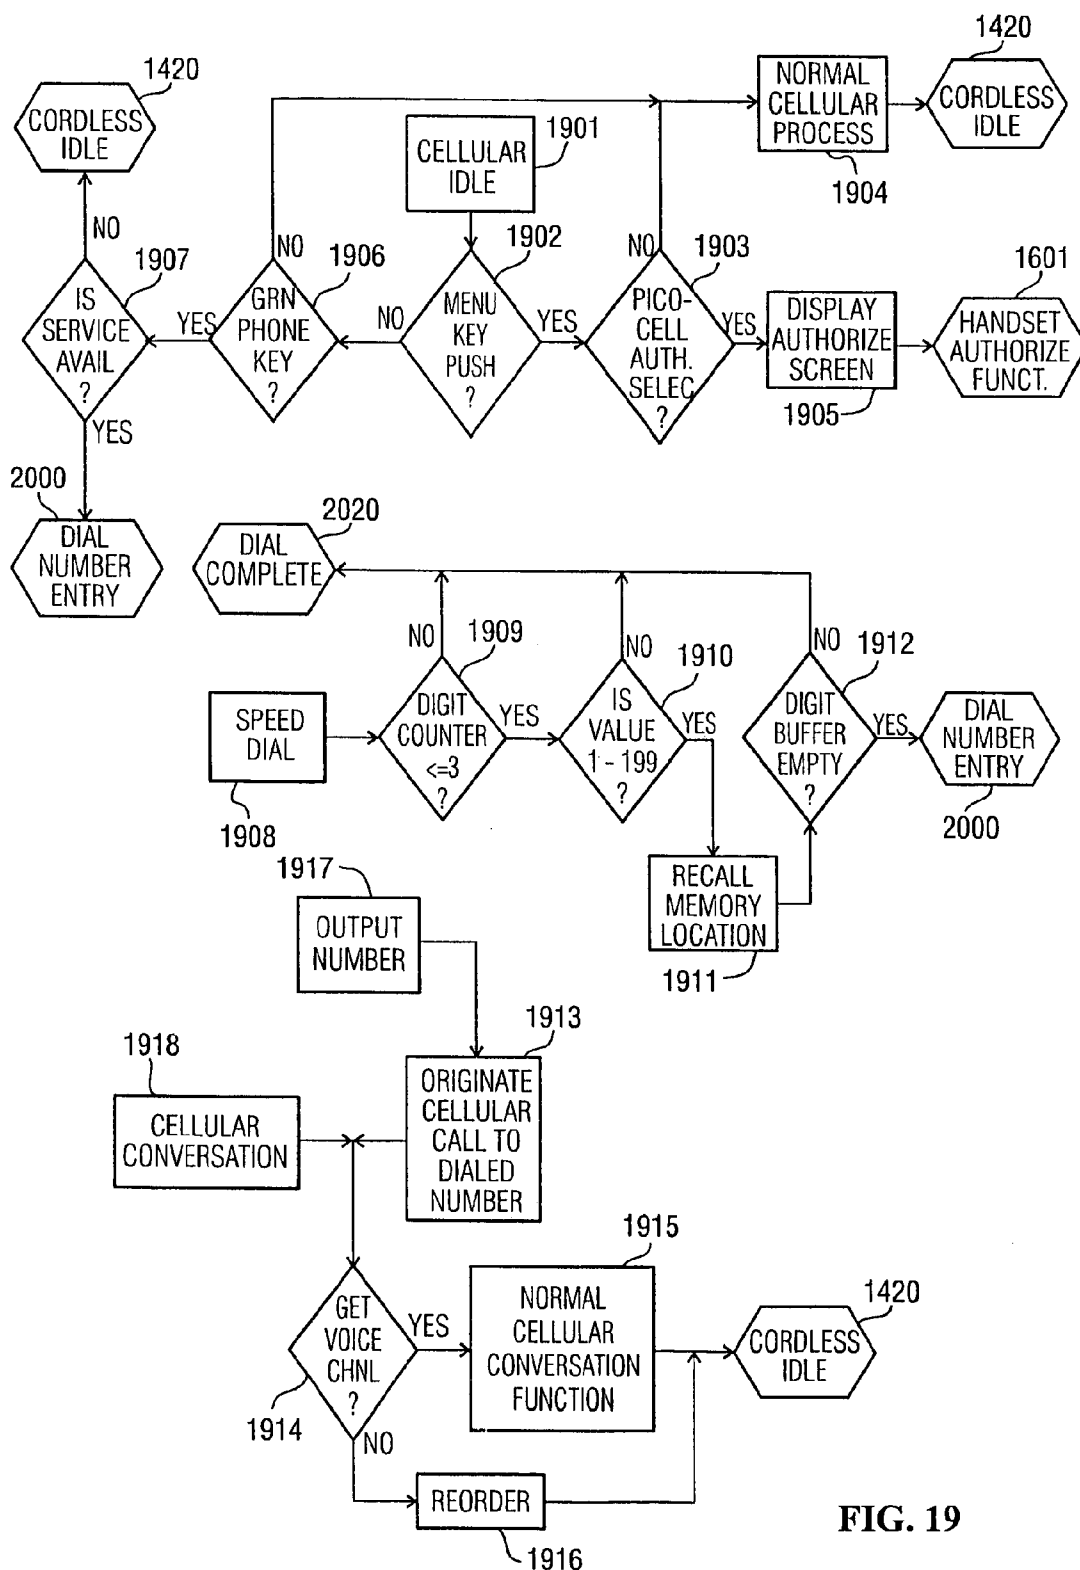 1420
CORDLESS
IDLE
NO
1907
IS
SERVICE
AVAIL
?
YES
2000
DIAL
NUMBER
ENTRY
YES
NO
1906
GRN
PHONE
KEY
?
NO
1901
CELLULAR
IDLE
1902
MENU
KEY
PUSH
?
YES
NO
1903
PICO-
CELL
AUTH.
SELEC
?
YES
NORMAL
CELLULAR
PROCESS
1904
1420
CORDLESS
IDLE
DISPLAY
AUTHORIZE
SCREEN
1905
1601
HANDSET
AUTHORIZE
FUNCT.
2020
DIAL
COMPLETE
SPEED
DIAL
1908
NO
1909
DIGIT
COUNTER
<=3
?
YES
NO
1910
IS
VALUE
1 - 199
?
YES
RECALL
MEMORY
LOCATION
1911
NO
1912
DIGIT
BUFFER
EMPTY
?
YES
DIAL
NUMBER
ENTRY
2000
1917
OUTPUT
NUMBER
1913
ORIGINATE
CELLULAR
CALL TO
DIALED
NUMBER
1918
CELLULAR
CONVERSATION
GET
VOICE
CHNL
?
1914
YES
NO
1915
NORMAL
CELLULAR
CONVERSATION
FUNCTION
1420
CORDLESS
IDLE
REORDER
1916
FIG. 19